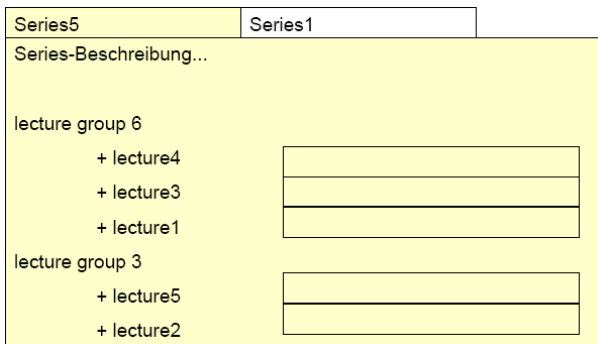 Series5 Series1
Series-Beschreibung...
lecture group 6
+ lecture4
+ lecture3
+ lecture1
lecture group 3
+ lecture5
+ lecture2